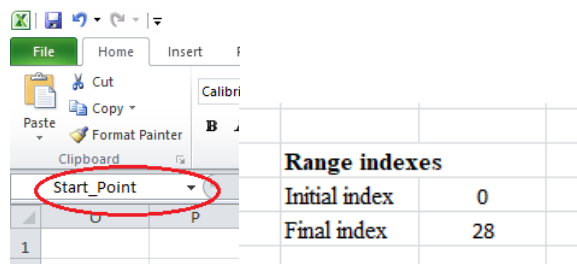 File Home Insert
Cut
Copy
Paste
Format Painter
Clipboard
Calibri
B
Start_Point
O P
1
Range indexes
Initial index 0
Final index 28